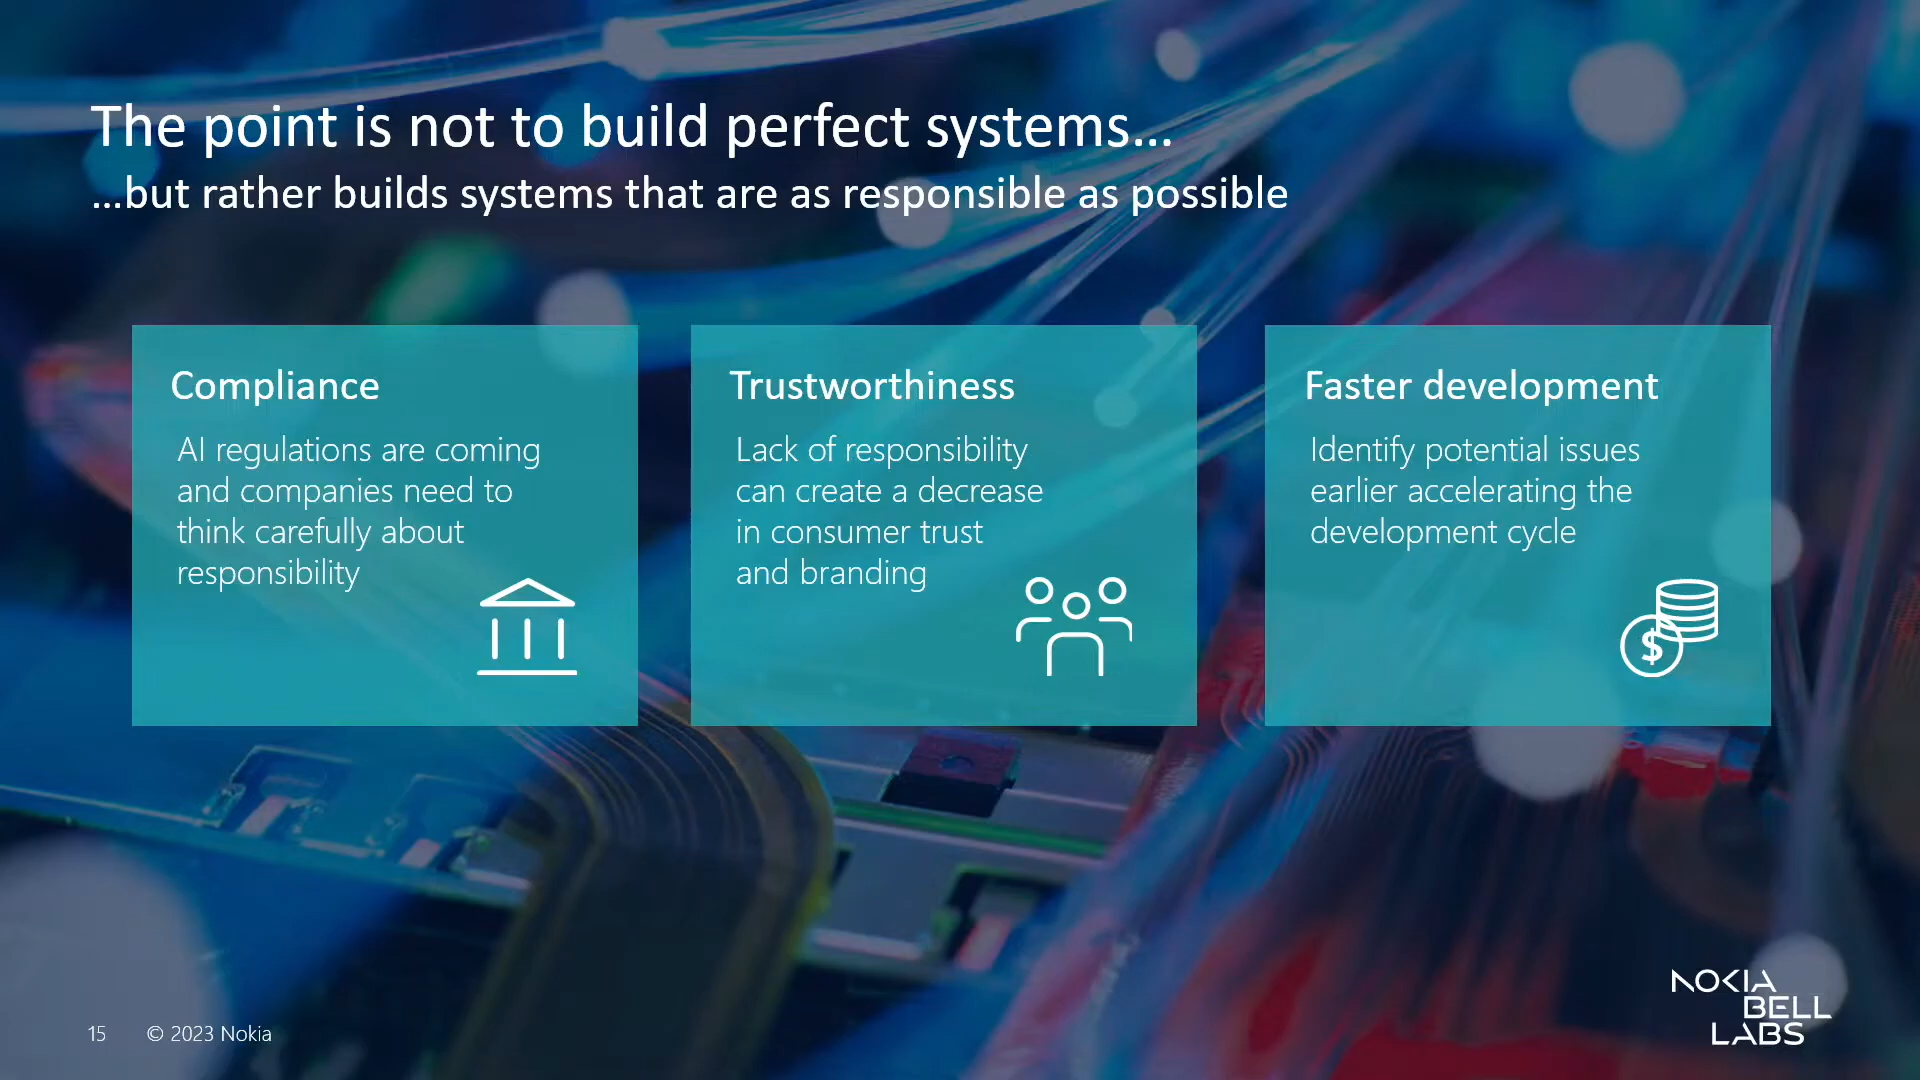 The point is not to build perfect systems...
...but rather builds systems that are as responsible as possible
Compliance
AI regulations are coming
and companies need to
think carefully about
responsibility
Trustworthiness
Lack of responsibility
can create a decrease
in consumer trust
and branding
Faster development
Identify potential issues
earlier accelerating the
development cycle
$
15 © 2023 Nokia
NOKIA
BELL
LABS